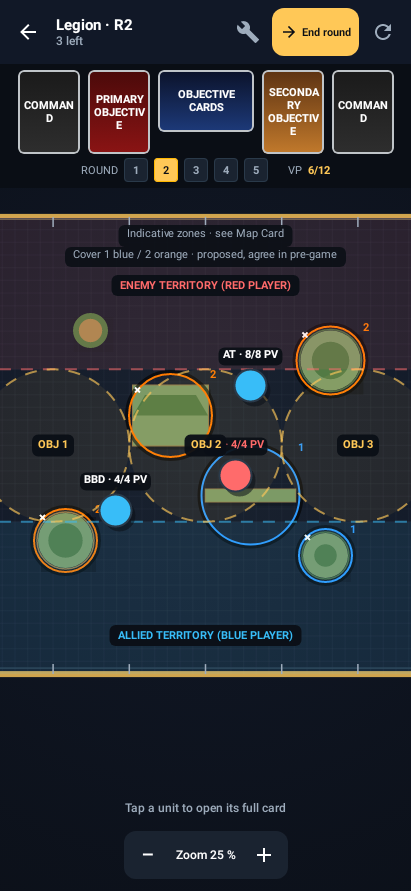 Legion · R2
3 left
End round
COMMAN
D
PRIMARY
OBJECTIV
E
OBJECTIVE
CARDS
SECONDA
RY
OBJECTIV
E
COMMAN
D
ROUND 1 2 3 4 5 VP 6/12
Indicative zones · see Map Card
Cover 1 blue / 2 orange · proposed, agree in pre-game
ENEMY TERRITORY (RED PLAYER)
2
AT · 8/8 PV
2
OBJ 1
OBJ 2 · 4/4 PV
1
OBJ 3
BBD · 4/4 PV
2
1
ALLIED TERRITORY (BLUE PLAYER)
Tap a unit to open its full card
− Zoom 25 % +